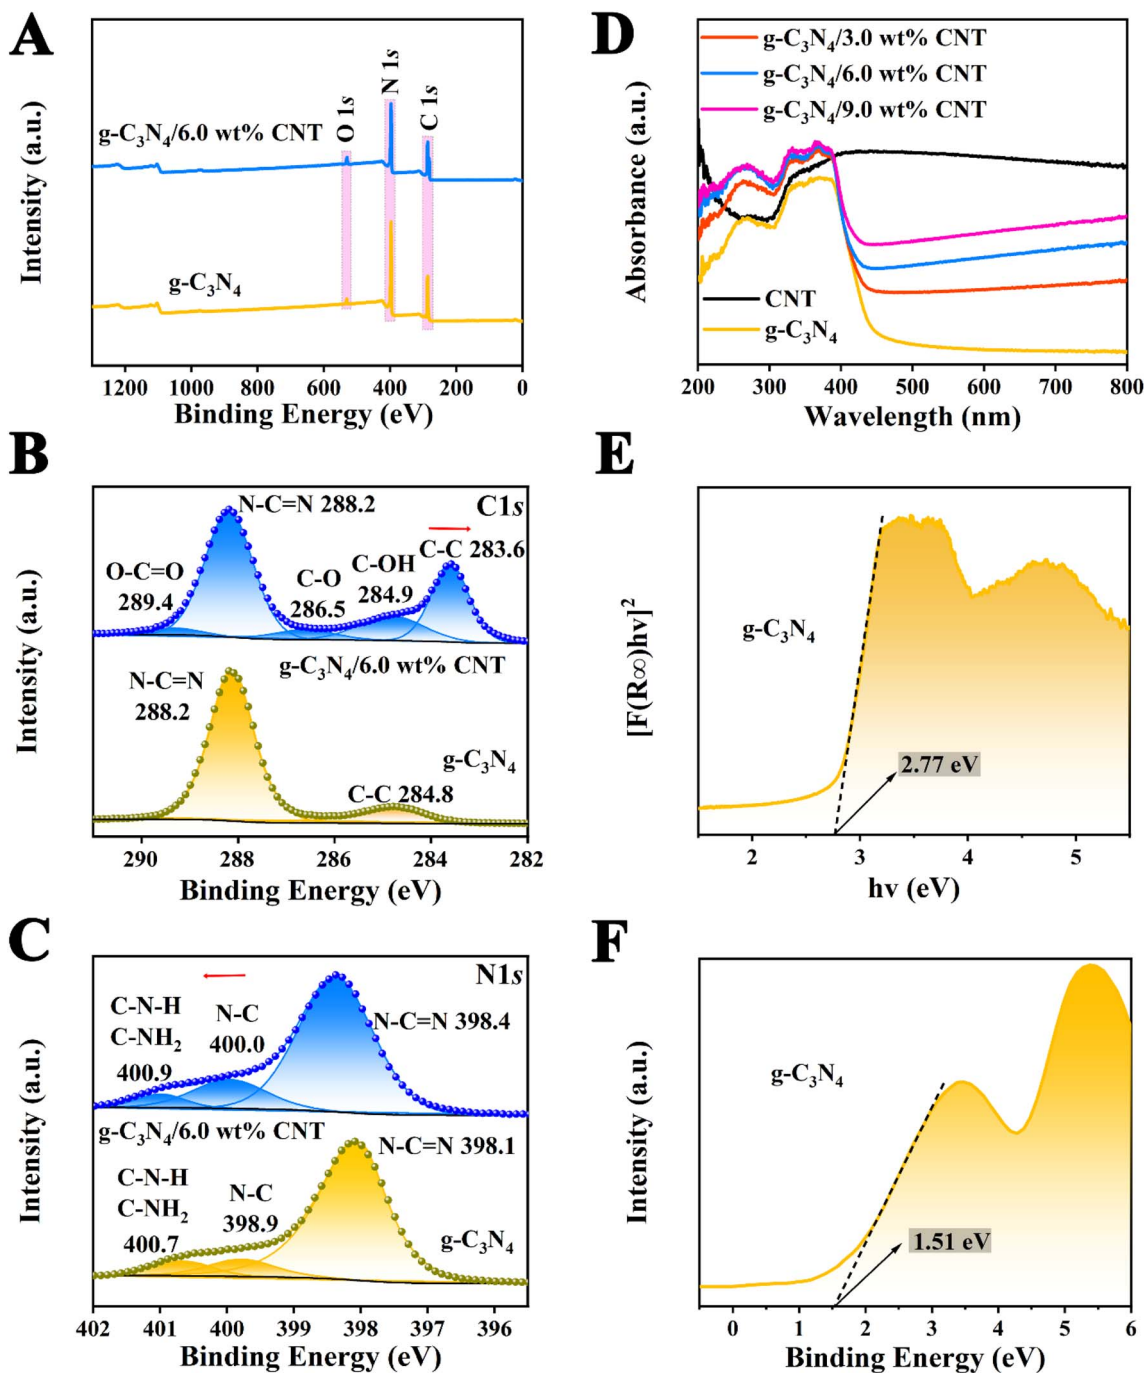 A
Intensity (a.u.)
g-C₃N₄/6.0 wt% CNT
O 1s
N 1s
C 1s
g-C₃N₄
1200 1000 800 600 400 200 0
Binding Energy (eV)
B
Intensity (a.u.)
N-C=N 288.2
C1s
C-C 283.6
O-C=O
289.4
C-O
286.5
C-OH
284.9
g-C₃N₄/6.0 wt% CNT
N-C=N
288.2
g-C₃N₄
C-C 284.8
290 288 286 284 282
Binding Energy (eV)
C
Intensity (a.u.)
N1s
C-N-H
C-NH₂
400.9
N-C
400.0
N-C=N 398.4
g-C₃N₄/6.0 wt% CNT
N-C=N 398.1
C-N-H
C-NH₂
400.7
N-C
398.9
g-C₃N₄
402 401 400 399 398 397 396
Binding Energy (eV)
D
Absorbance (a.u.)
g-C₃N₄/3.0 wt% CNT
g-C₃N₄/6.0 wt% CNT
g-C₃N₄/9.0 wt% CNT
CNT
g-C₃N₄
200 300 400 500 600 700 800
Wavelength (nm)
E
[F(R∞)hν]²
g-C₃N₄
2.77 eV
2 3 4 5
hν (eV)
F
Intensity (a.u.)
g-C₃N₄
1.51 eV
0 1 2 3 4 5 6
Binding Energy (eV)